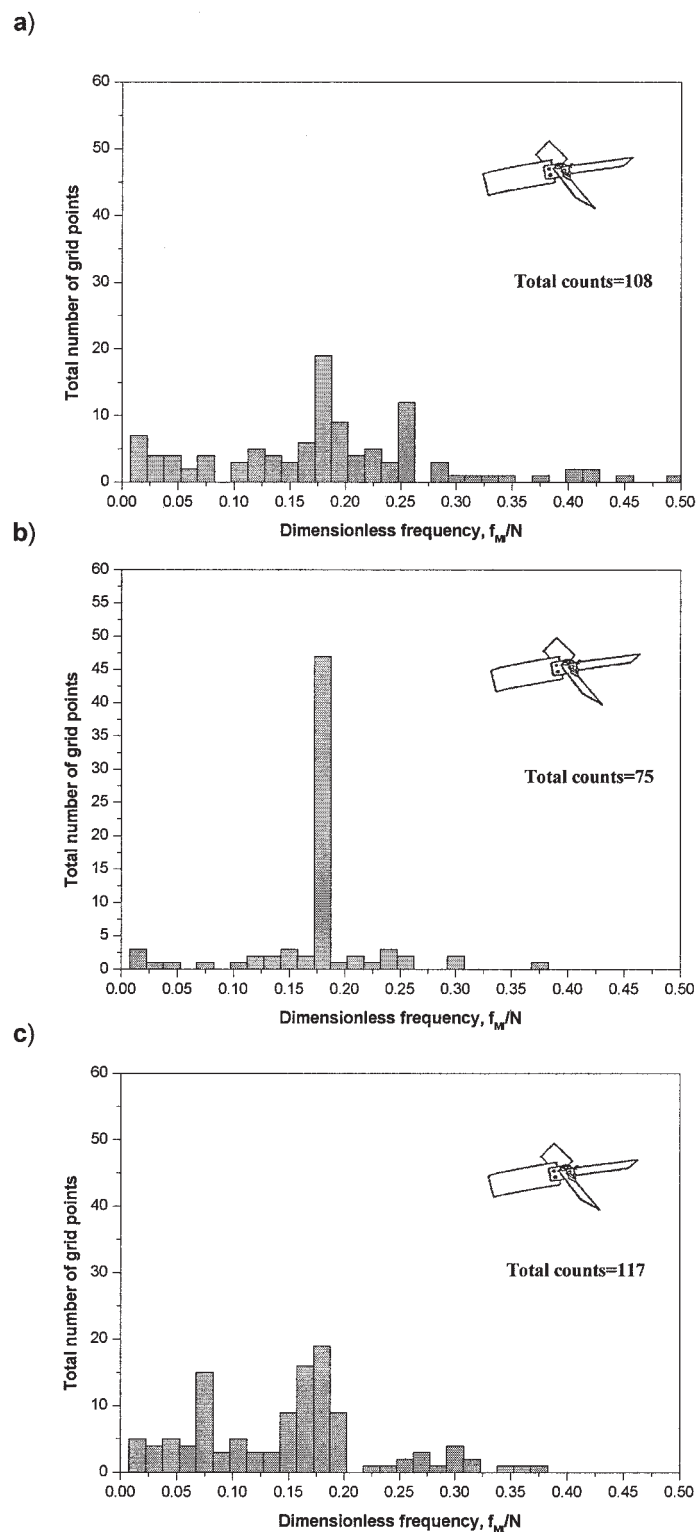 a)
60
50
40
30
20
10
0
Total number of grid points
Total counts=108
0.00 0.05 0.10 0.15 0.20 0.25 0.30 0.35 0.40 0.45 0.50
Dimensionless frequency, fMI/N
b)
60
55
50
45
40
35
30
25
20
15
10
5
0
Total number of grid points
Total counts=75
0.00 0.05 0.10 0.15 0.20 0.25 0.30 0.35 0.40 0.45 0.50
Dimensionless frequency, fMI/N
c)
60
50
40
30
20
10
0
Total number of grid points
Total counts=117
0.00 0.05 0.10 0.15 0.20 0.25 0.30 0.35 0.40 0.45 0.50
Dimensionless frequency, fMI/N